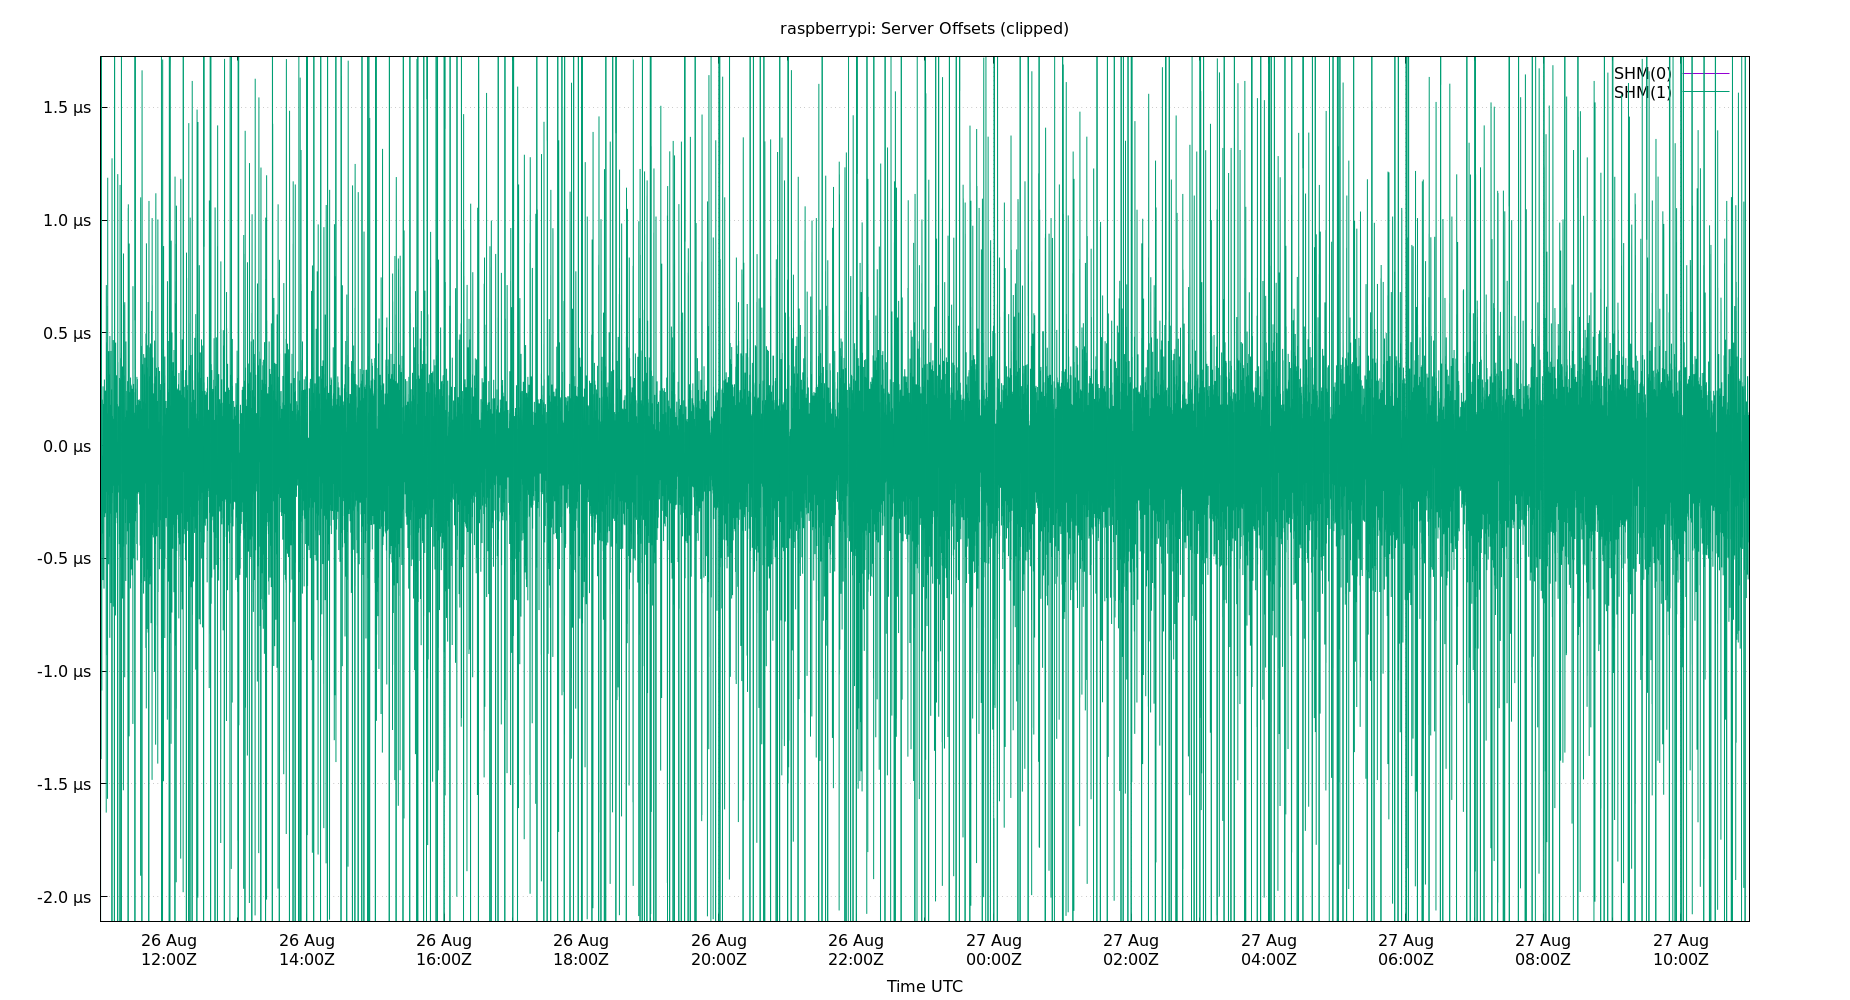 raspberrypi: Server Offsets (clipped)
SHM(0)
SHM(1)
1.5 µs
1.0 µs
0.5 µs
0.0 µs
-0.5 µs
-1.0 µs
-1.5 µs
-2.0 µs
26 Aug 26 Aug 26 Aug 26 Aug 26 Aug 26 Aug 27 Aug 27 Aug 27 Aug 27 Aug 27 Aug 27 Aug
12:00Z 14:00Z 16:00Z 18:00Z 20:00Z 22:00Z 00:00Z 02:00Z 04:00Z 06:00Z 08:00Z 10:00Z
Time UTC